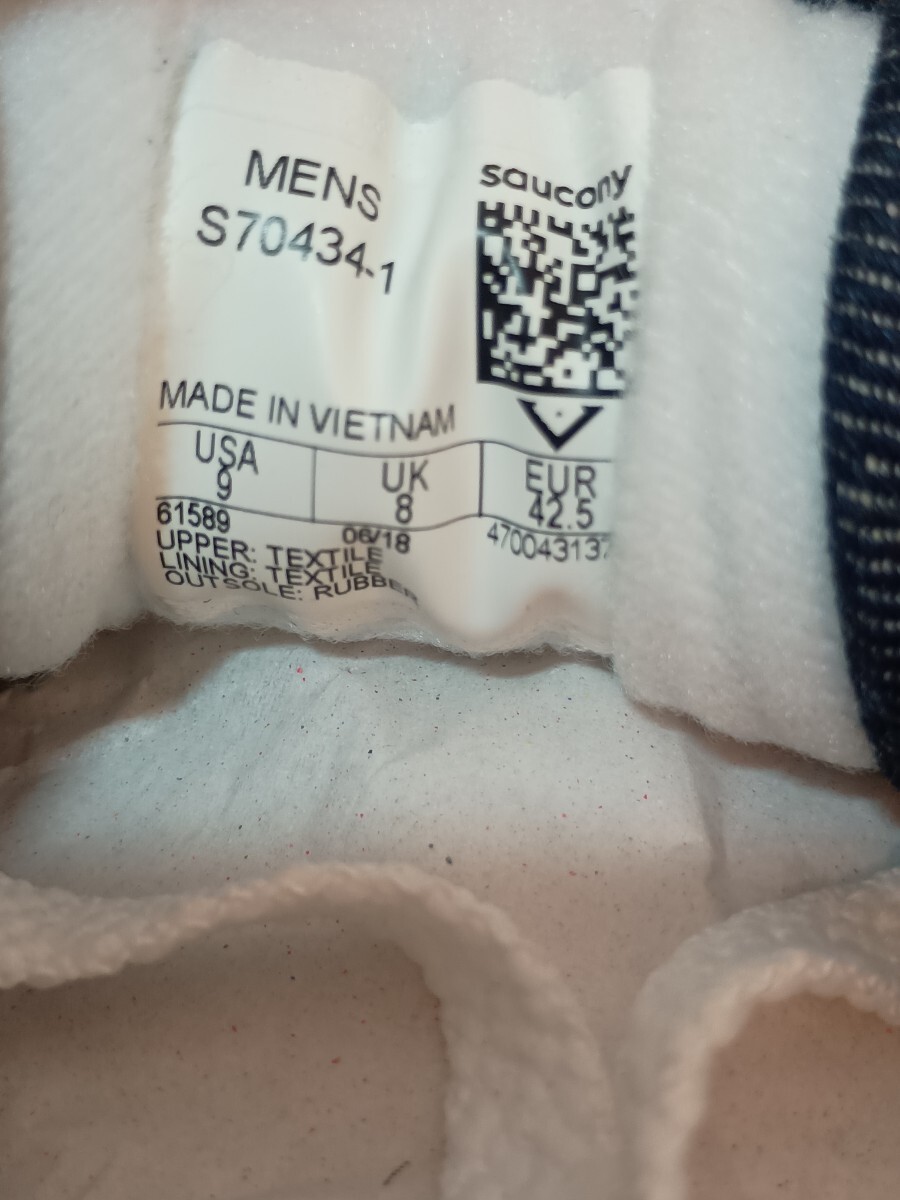 MENS
S70434-1
saucony
MADE IN VIETNAM
USA
9
UK
8
EUR
42.5
61589
06/18
470043137
UPPER: TEXTILE
LINING: TEXTILE
OUTSOLE: RUBBER